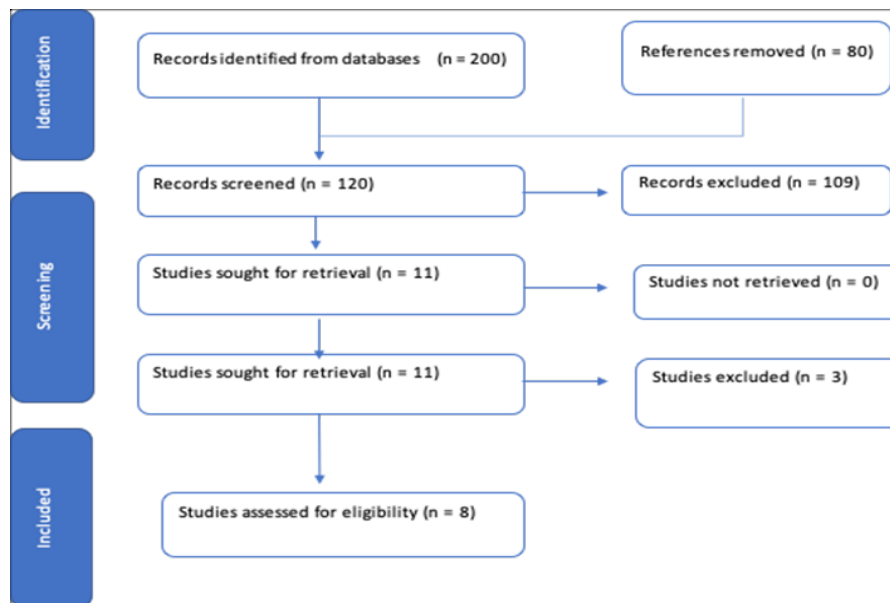 Identification
Records identified from databases (n = 200)
References removed (n = 80)
Screening
Records screened (n = 120)
Records excluded (n = 109)
Studies sought for retrieval (n = 11)
Studies not retrieved (n = 0)
Studies sought for retrieval (n = 11)
Studies excluded (n = 3)
Included
Studies assessed for eligibility (n = 8)